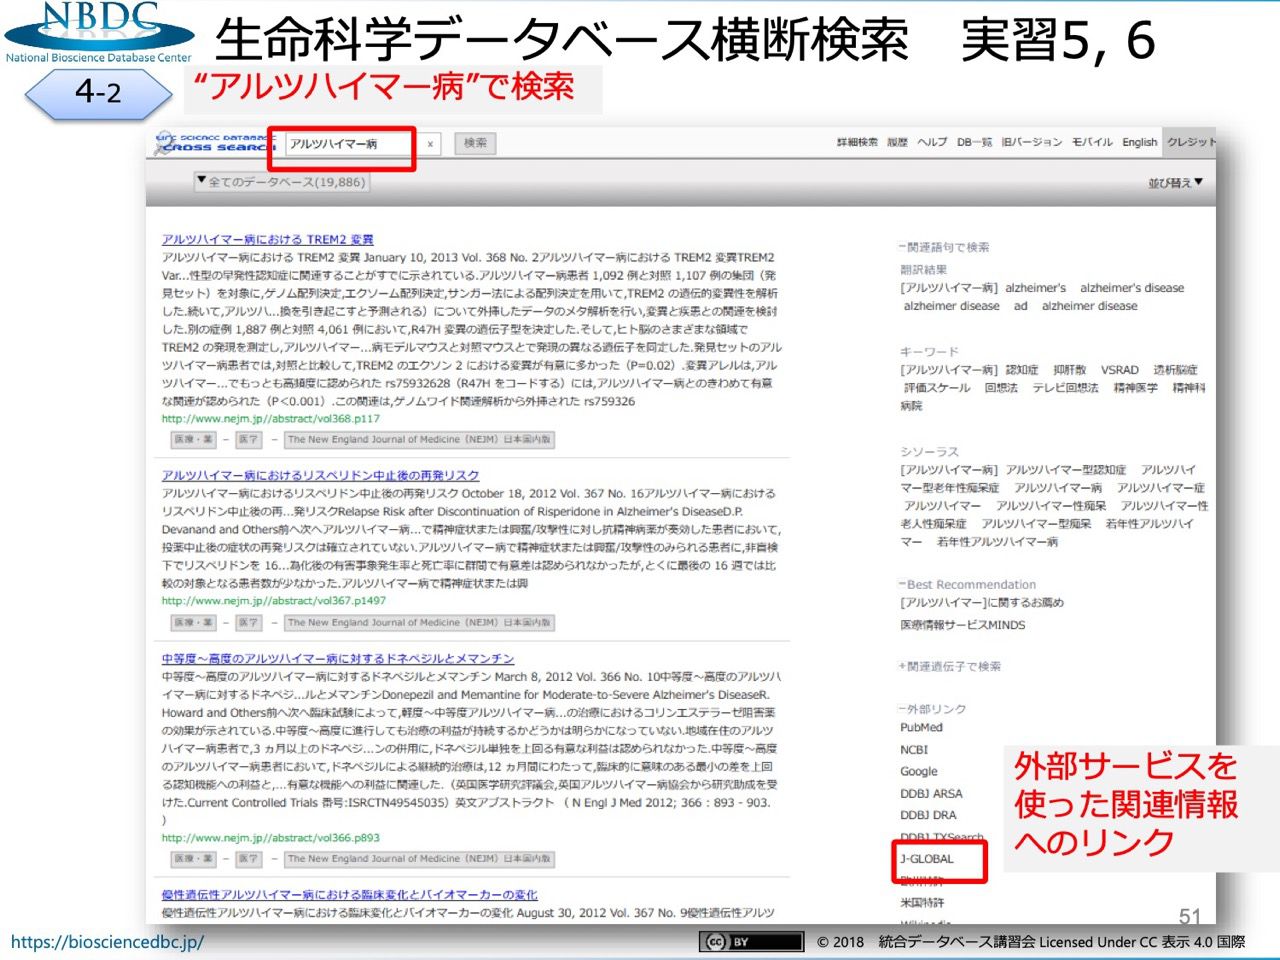 NBDC
National Bioscience Database Center
生命科学データベース横断検索　実習5, 6
4-2
“アルツハイマー病”で検索
CROSS SEARCH
アルツハイマー病
x
検索
詳細検索 履歴 ヘルプ DB一覧 旧バージョン モバイル English クレジット
▼全てのデータベース(19,886)
並び替え▼
アルツハイマー病における TREM2 変異
アルツハイマー病における TREM2 変異 January 10, 2013 Vol. 368 No. 2アルツハイマー病における TREM2 変異TREM2
Var...性型の早発性認知症に関連することがすでに示されている.アルツハイマー病患者 1,092 例と対照 1,107 例の集団（発
見セット）を対象に,ゲノム配列決定,エクソーム配列決定,サンガー法による配列決定を用いて,TREM2 の遺伝的変異性を解析
した.続いて,アルツハ...換を引き起こすと予測される）について外挿したデータのメタ解析を行い,変異と疾患との関連を検討
した.別の症例 1,887 例と対照 4,061 例において,R47H 変異の遺伝子型を決定した.そして,ヒト脳のさまざまな領域で
TREM2 の発現を測定し,アルツハイマー...病モデルマウスと対照マウスとで発現の異なる遺伝子を同定した.発見セットのアル
ツハイマー病患者では,対照と比較して,TREM2 のエクソン 2 における変異が有意に多かった（P=0.02）.変異アレルは,アル
ツハイマー...でもっとも高頻度に認められた rs75932628（R47H をコードする）には,アルツハイマー病とのきわめて有意
な関連が認められた（P<0.001）.この関連は,ゲノムワイド関連解析から外挿された rs759326
http://www.nejm.jp/abstract/vol368.p117
医療・薬 － 医学 － The New England Journal of Medicine（NEJM）日本国内版
アルツハイマー病におけるリスペリドン中止後の再発リスク
アルツハイマー病におけるリスペリドン中止後の再発リスク October 18, 2012 Vol. 367 No. 16アルツハイマー病における
リスペリドン中止後の再...発リスクRelapse Risk after Discontinuation of Risperidone in Alzheimer's DiseaseD.P.
Devanand and Others前へ次へアルツハイマー病...で精神症状または興奮/攻撃性に対し抗精神病薬が奏効した患者において,
投薬中止後の症状の再発リスクは確立されていない.アルツハイマー病で精神症状または興奮/攻撃性のみられる患者に,非盲検
下でリスペリドンを 16...為化後の有害事象発生率と死亡率に群間で有意差は認められなかったが,とくに最後の 16 週では比
較の対象となる患者数が少なかった.アルツハイマー病で精神症状または興
http://www.nejm.jp/abstract/vol367.p1497
医療・薬 － 医学 － The New England Journal of Medicine（NEJM）日本国内版
中等度～高度のアルツハイマー病に対するドネペジルとメマンチン
中等度～高度のアルツハイマー病に対するドネペジルとメマンチン March 8, 2012 Vol. 366 No. 10中等度～高度のアルツハ
イマー病に対するドネペジ...ルとメマンチンDonepezil and Memantine for Moderate-to-Severe Alzheimer's DiseaseR.
Howard and Others前へ次へ臨床試験によって,軽度～中等度アルツハイマー病...の治療におけるコリンエステラーゼ阻害薬
の効果が示されている.中等度～高度に進行しても治療の利益が持続するかどうかは明らかになっていない.地域在住のアルツ
ハイマー病患者で,3 ヵ月以上のドネペジ...ンの併用に,ドネペジル単独を上回る有意な利益は認められなかった.中等度～高度
のアルツハイマー病患者において,ドネペジルによる継続的治療は,12 ヵ月間にわたって,臨床的に意味のある最小の差を上回
る認知機能への利益と,...有意な機能への利益に関連した.（英国医学研究評議会,英国アルツハイマー病協会から研究助成を受
けた.Current Controlled Trials 番号:ISRCTN49545035）英文アブストラクト （ N Engl J Med 2012; 366 : 893 - 903.
）
http://www.nejm.jp/abstract/vol366.p893
医療・薬 － 医学 － The New England Journal of Medicine（NEJM）日本国内版
優性遺伝性アルツハイマー病における臨床変化とバイオマーカーの変化
優性遺伝性アルツハイマー病における臨床変化とバイオマーカーの変化 August 30, 2012 Vol. 367 No. 9優性遺伝性アルツ
－関連語句で検索
翻訳結果
[アルツハイマー病] alzheimer's alzheimer's disease
alzheimer disease ad alzheimer disease
キーワード
[アルツハイマー病] 認知症 抑肝散 VSRAD 透析脳症
評価スケール 回想法 テレビ回想法 精神医学 精神科
病院
シソーラス
[アルツハイマー病] アルツハイマー型認知症 アルツハイ
マー型老年性痴呆症 アルツハイマー病 アルツハイマー症
アルツハイマー アルツハイマー性痴呆 アルツハイマー性
老人性痴呆症 アルツハイマー型痴呆 若年性アルツハイ
マー 若年性アルツハイマー病
－Best Recommendation
[アルツハイマー]に関するお薦め
医療情報サービスMINDS
+関連遺伝子で検索
－外部リンク
PubMed
NCBI
Google
DDBJ ARSA
DDBJ DRA
DDBJ TXSearch
J-GLOBAL
米国特許
Wikipedia
外部サービスを
使った関連情報
へのリンク
51
https://biosciencedbc.jp/
cc BY
© 2018　統合データベース講習会 Licensed Under CC 表示 4.0 国際